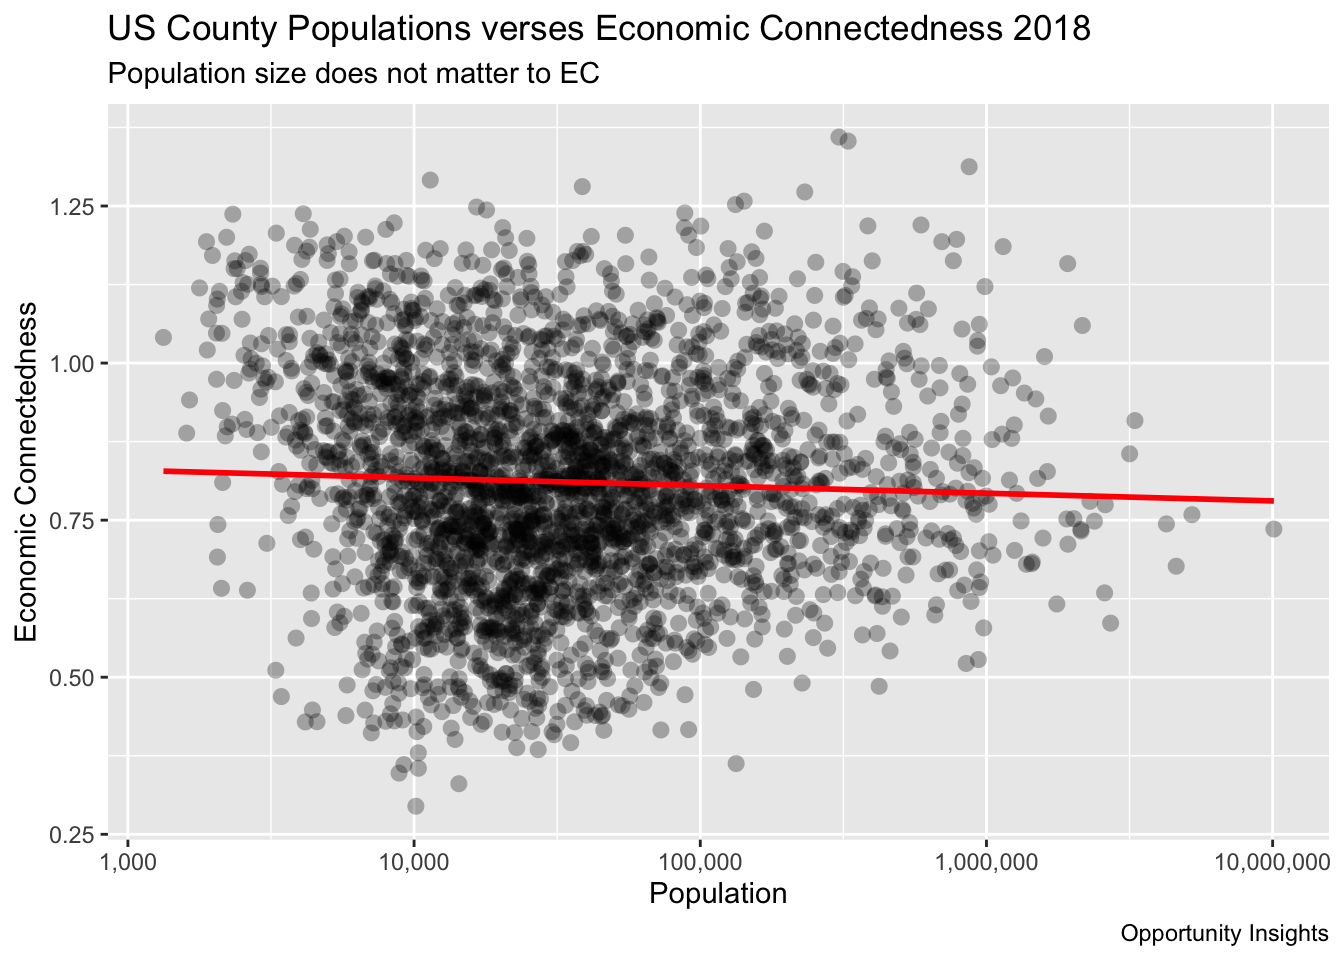 US County Populations verses Economic Connectedness 2018
Population size does not matter to EC
Economic Connectedness
1.25
1.00
0.75
0.50
0.25
1,000
10,000
100,000
1,000,000
10,000,000
Population
Opportunity Insights